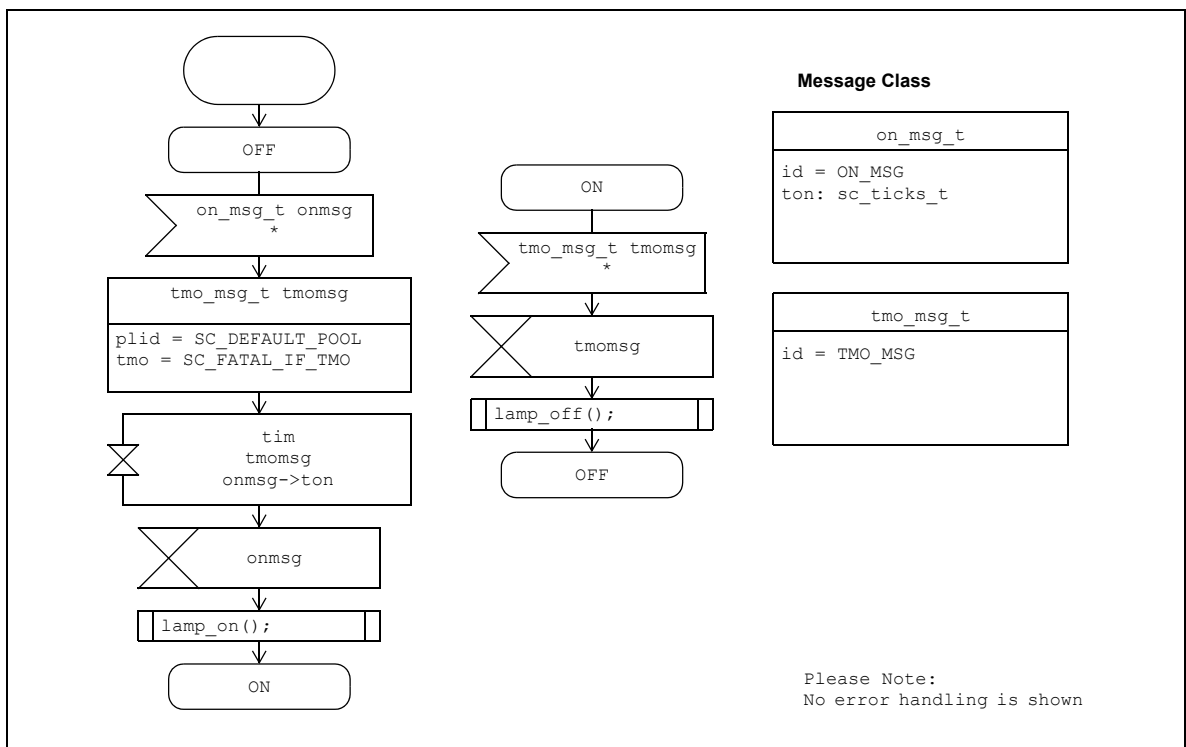 OFF
on_msg_t onmsg
*
tmo_msg_t tmomsg
plid = SC_DEFAULT_POOL
tmo = SC_FATAL_IF_TMO
tim
tmomsg
onmsg->ton
onmsg
lamp_on();
ON
ON
tmo_msg_t tmomsg
*
tmomsg
lamp_off();
OFF
Message Class
on_msg_t
id = ON_MSG
ton: sc_ticks_t
tmo_msg_t
id = TMO_MSG
Please Note:
No error handling is shown